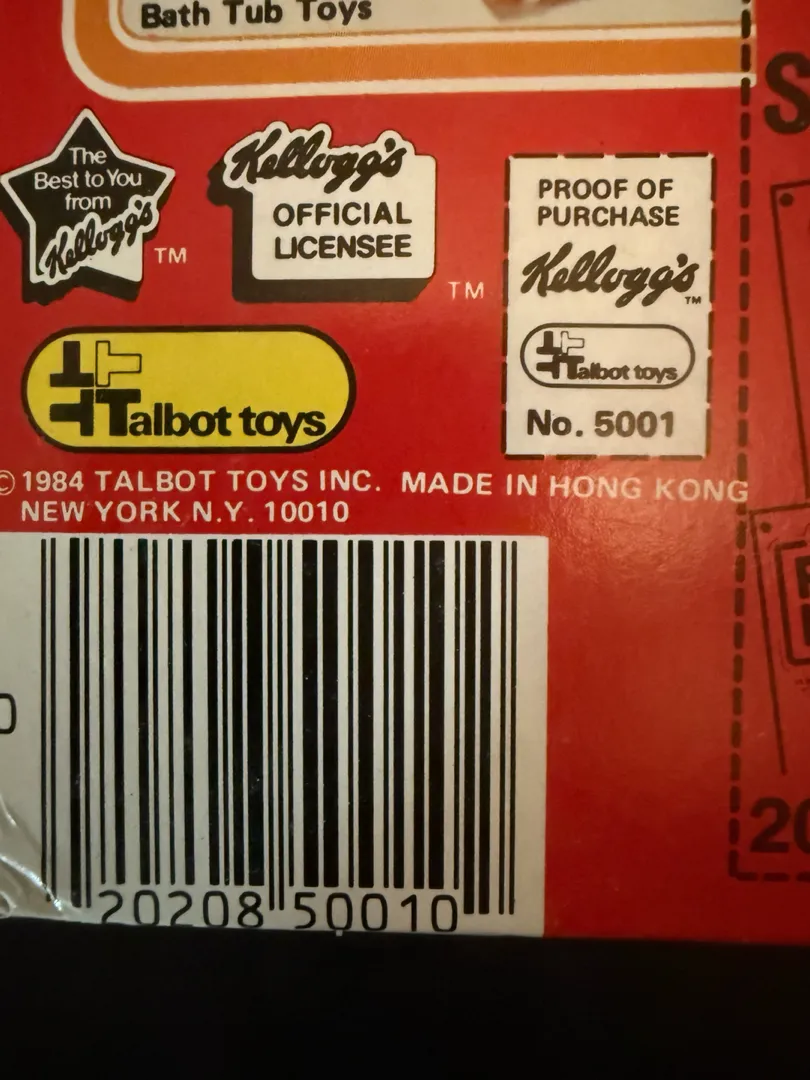 Bath Tub Toys
The
Best to You
from
Kellogg's
TM
Kellogg's
OFFICIAL
LICENSEE
TM
PROOF OF
PURCHASE
Kellogg's
TM
Talbot toys
No. 5001
Talbot toys
© 1984 TALBOT TOYS INC. MADE IN HONG KONG
NEW YORK N.Y. 10010
0
20208 50010
S
20